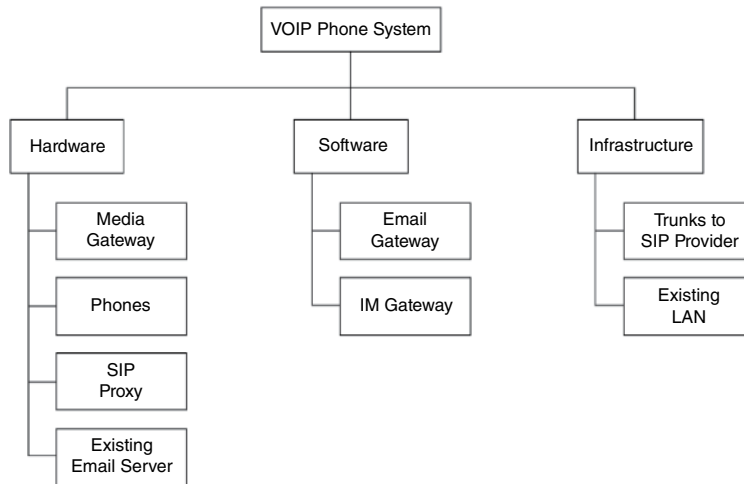 VOIP Phone System
Hardware
Software
Infrastructure
Media
Gateway
Phones
SIP
Proxy
Existing
Email Server
Email
Gateway
IM Gateway
Trunks to
SIP Provider
Existing
LAN